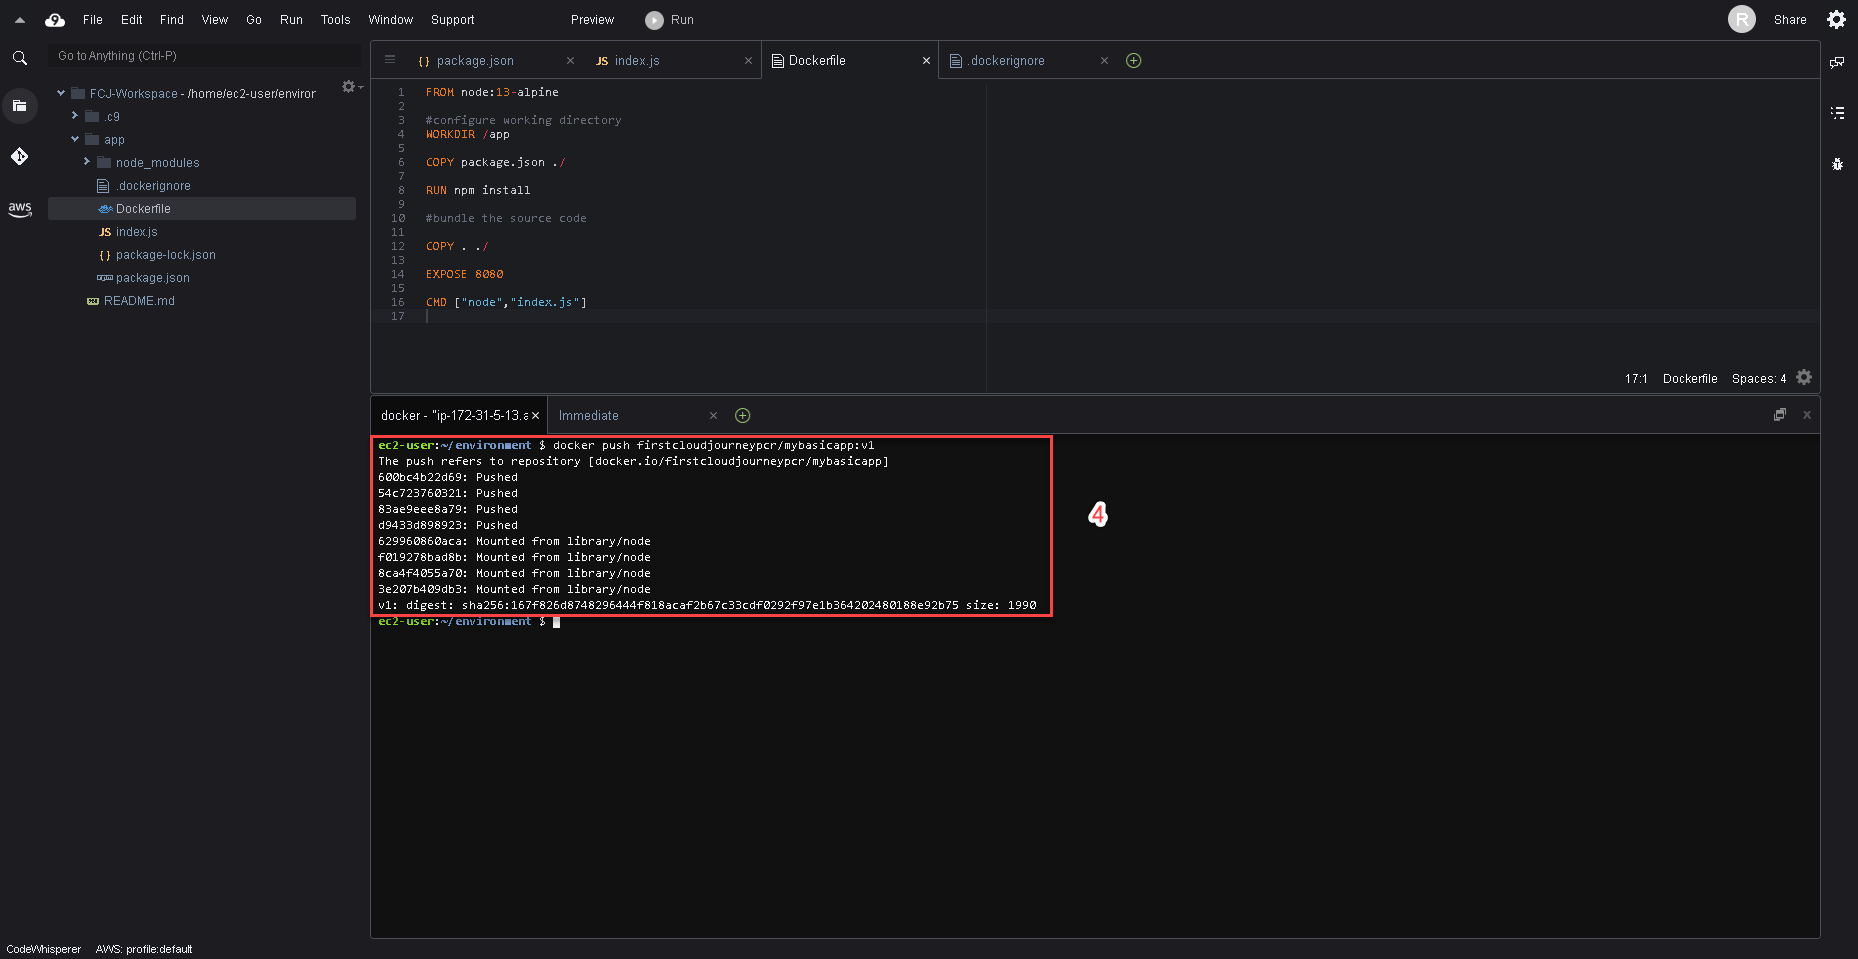 File Edit Find View Go Run Tools Window Support Preview Run R Share
Go to Anything (Ctrl-P)
{ } package.json JS index.js Dockerfile .dockerignore
FCJ-Workspace - /home/ec2-user/enviror
.c9
app
node_modules
.dockerignore
Dockerfile
JS index.js
{ } package-lock.json
package.json
README.md
aws
1 FROM node:13-alpine
2
3 #configure working directory
4 WORKDIR /app
5
6 COPY package.json ./
7
8 RUN npm install
9
10 #bundle the source code
11
12 COPY . ./
13
14 EXPOSE 8080
15
16 CMD ["node","index.js"]
17
17:1 Dockerfile Spaces: 4
docker - "ip-172-31-5-13.a Immediate
ec2-user:~/environment $ docker push firstcloudjourneypcr/mybasicapp:v1
The push refers to repository [docker.io/firstcloudjourneypcr/mybasicapp]
600bc4b22d69: Pushed
54c723760321: Pushed
83ae9eee8a79: Pushed
d9433d898923: Pushed
629960860aca: Mounted from library/node
f019278bad8b: Mounted from library/node
8ca4f4055a70: Mounted from library/node
3e207b409db3: Mounted from library/node
v1: digest: sha256:167f826d8748296444f818acaf2b67c33cdf0292f97e1b364202480188e92b75 size: 1990
ec2-user:~/environment $
4
CodeWhisperer AWS: profile:default